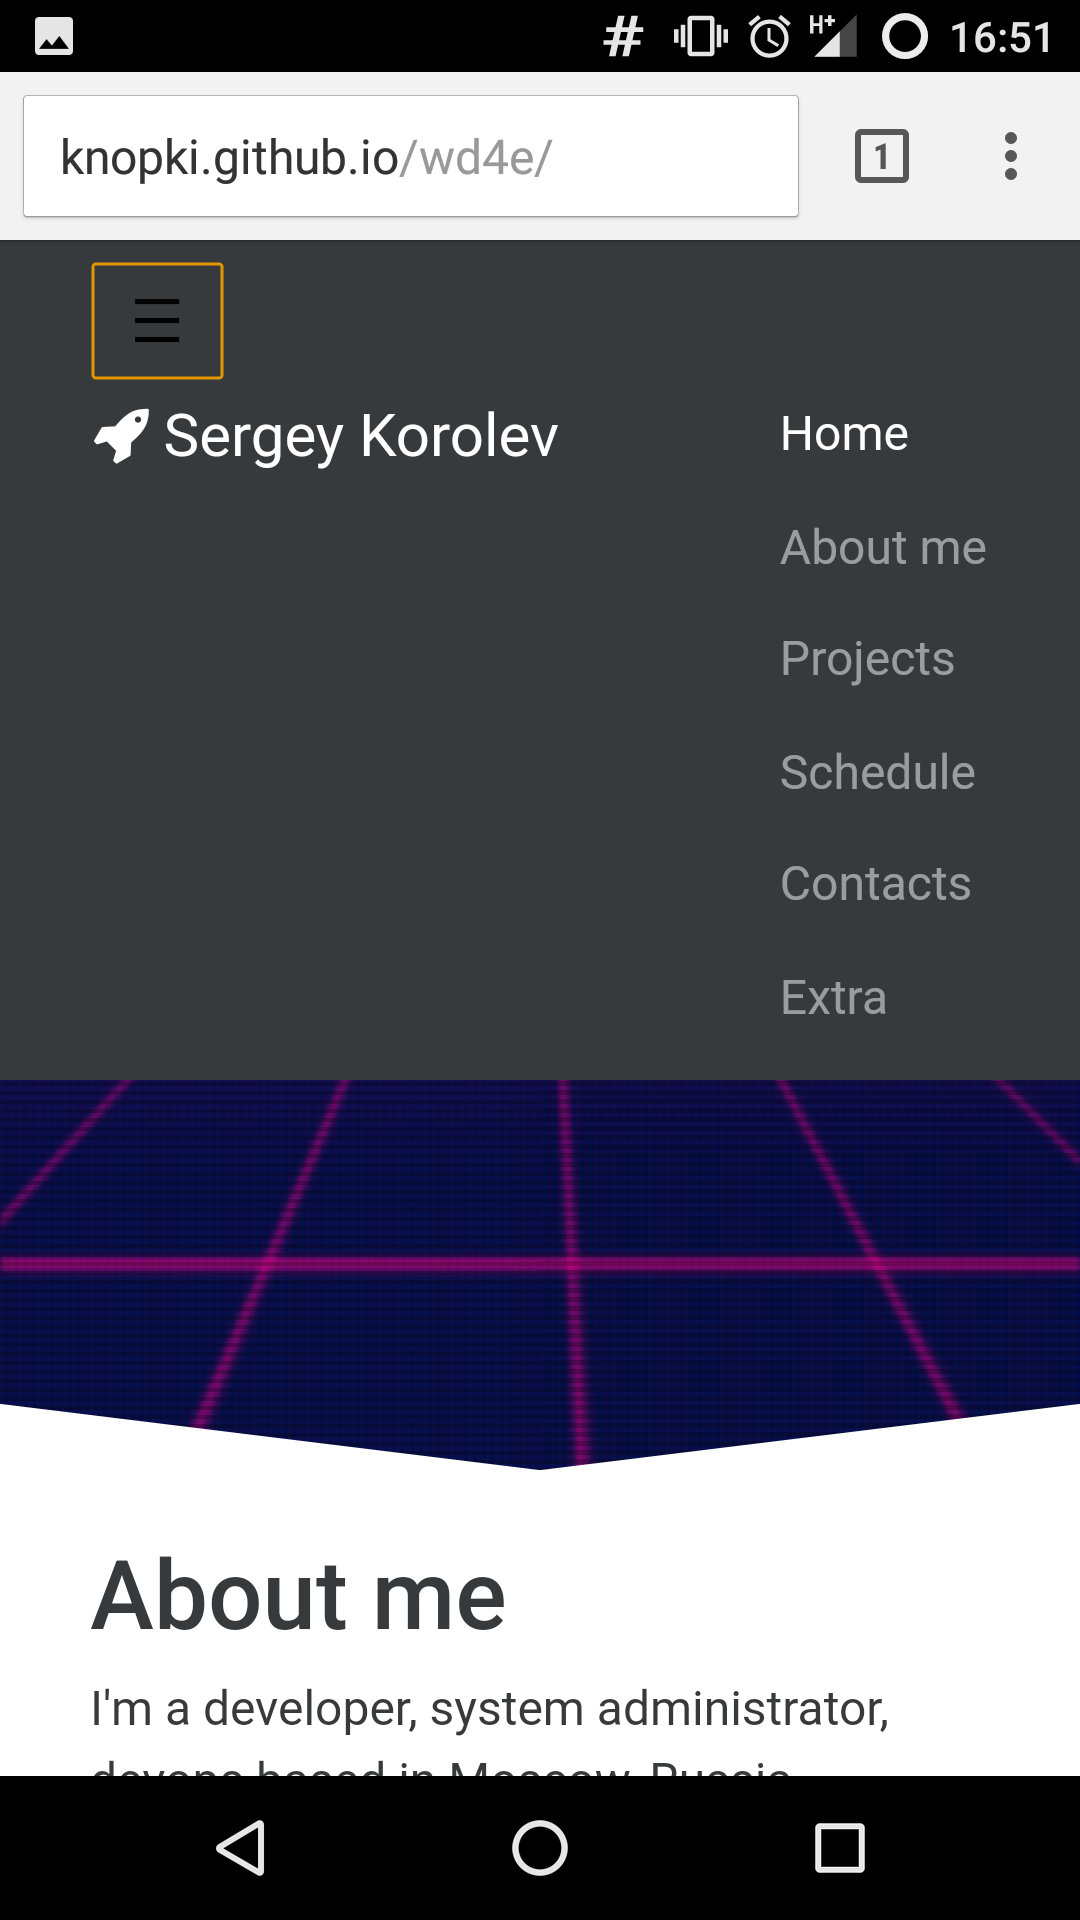 # H+ 16:51
knopki.github.io/wd4e/ 1
Sergey Korolev Home
About me
Projects
Schedule
Contacts
Extra
About me
I'm a developer, system administrator,
devops based in Moscow, Russia